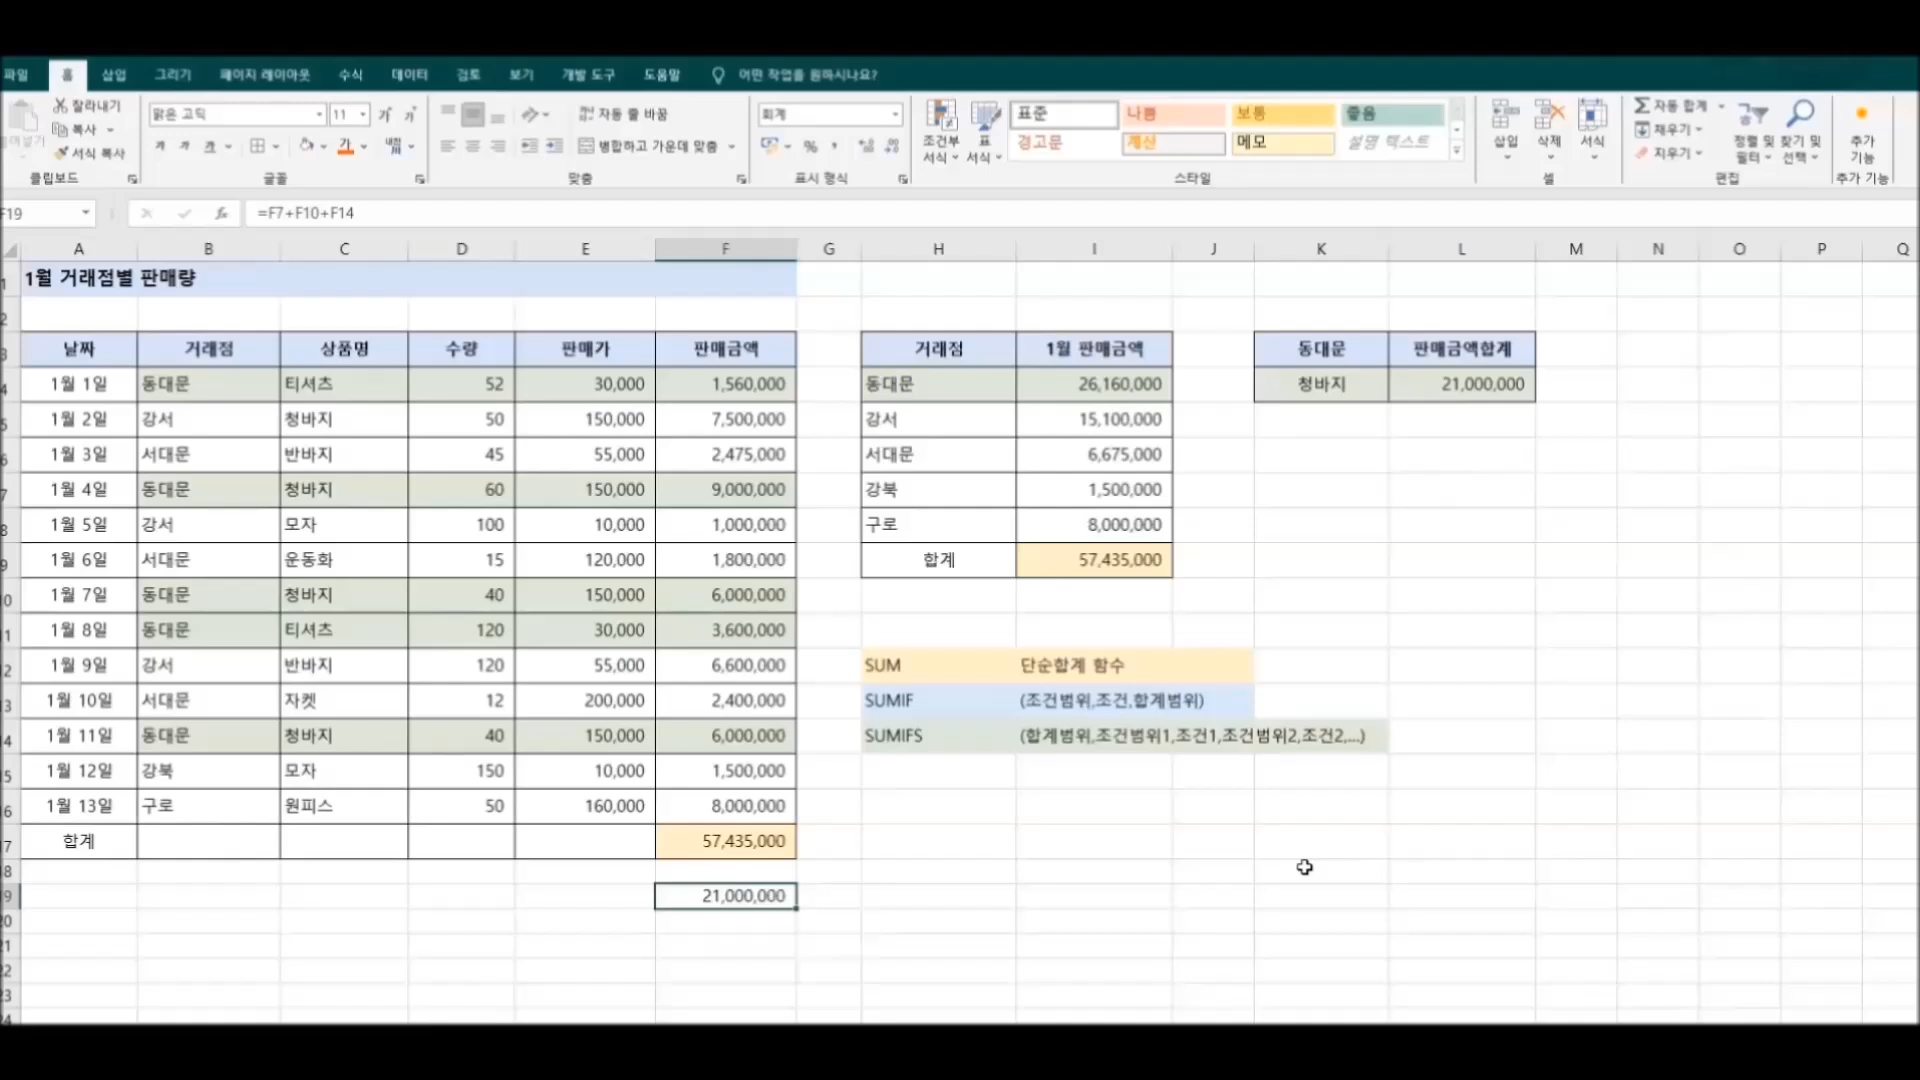 파일 홈 삽입 그리기 페이지 레이아웃 수식 데이터 검토 보기 개발 도구 도움말 어떤 작업을 원하시나요?
잘라내기
복사
서식 복사
클립보드
맑은 고딕 11
가 가
글꼴
자동 줄 바꿈
병합하고 가운데 맞춤
맞춤
회계
% ,
표시 형식
조건부 서식
표 서식
표준 나쁨 보통 좋음
경고문 계산 메모 설명 텍스트
스타일
삽입 삭제 서식
셀
자동 합계
채우기
지우기
정렬 및 필터
찾기 및 선택
편집
추가 기능
추가 기능
F19 fx =F7+F10+F14
A B C D E F G H I J K L M N O P Q
1월 거래점별 판매량
날짜 거래점 상품명 수량 판매가 판매금액 거래점 1월 판매금액 동대문 판매금액합계
1월 1일 동대문 티셔츠 52 30,000 1,560,000 동대문 26,160,000 청바지 21,000,000
1월 2일 강서 청바지 50 150,000 7,500,000 강서 15,100,000
1월 3일 서대문 반바지 45 55,000 2,475,000 서대문 6,675,000
1월 4일 동대문 청바지 60 150,000 9,000,000 강북 1,500,000
1월 5일 강서 모자 100 10,000 1,000,000 구로 8,000,000
1월 6일 서대문 운동화 15 120,000 1,800,000 합계 57,435,000
1월 7일 동대문 청바지 40 150,000 6,000,000
1월 8일 동대문 티셔츠 120 30,000 3,600,000
1월 9일 강서 반바지 120 55,000 6,600,000 SUM 단순합계 함수
1월 10일 서대문 자켓 12 200,000 2,400,000 SUMIF (조건범위,조건,합계범위)
1월 11일 동대문 청바지 40 150,000 6,000,000 SUMIFS (합계범위,조건범위1,조건1,조건범위2,조건2,...)
1월 12일 강북 모자 150 10,000 1,500,000
1월 13일 구로 원피스 50 160,000 8,000,000
합계 57,435,000
21,000,000